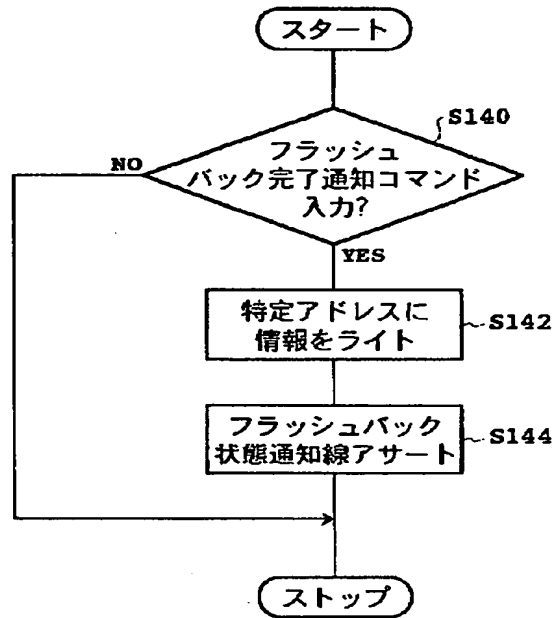 スタート
S140
フラッシュ
NO
バック完了通知コマンド
入力?
YES
特定アドレスに
情報をライト
S142
フラッシュバック
状態通知線アサート
S144
ストップ